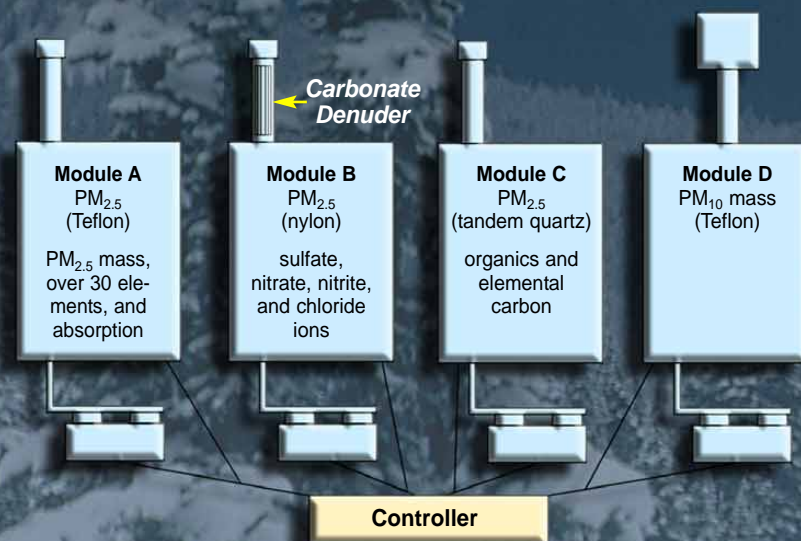 Carbonate
Denuder
Module A
PM2.5
(Teflon)
PM2.5 mass,
over 30 ele-
ments, and
absorption
Module B
PM2.5
(nylon)
sulfate,
nitrate, nitrite,
and chloride
ions
Module C
PM2.5
(tandem quartz)
organics and
elemental
carbon
Module D
PM10 mass
(Teflon)
Controller